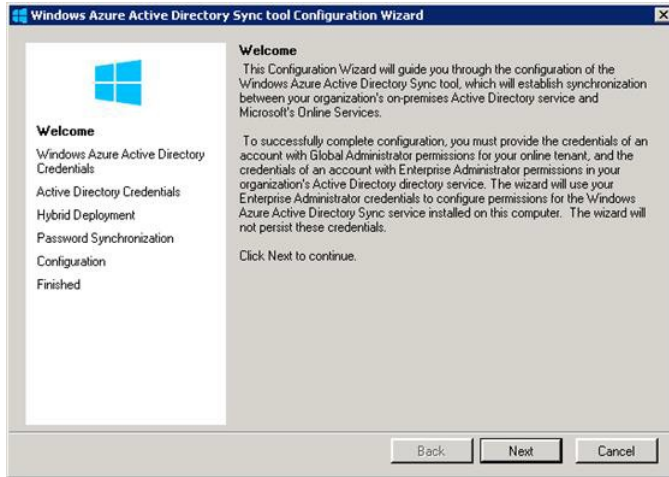 Windows Azure Active Directory Sync tool Configuration Wizard
Welcome
Windows Azure Active Directory
Credentials
Active Directory Credentials
Hybrid Deployment
Password Synchronization
Configuration
Finished
Welcome
This Configuration Wizard will guide you through the configuration of the
Windows Azure Active Directory Sync tool, which will establish synchronization
between your organization's on-premises Active Directory service and
Microsoft's Online Services.
To successfully complete configuration, you must provide the credentials of an
account with Global Administrator permissions for your online tenant, and the
credentials of an account with Enterprise Administrator permissions in your
organization's Active Directory directory service. The wizard will use your
Enterprise Administrator credentials to configure permissions for the Windows
Azure Active Directory Sync service installed on this computer. The wizard will
not persist these credentials.
Click Next to continue.
Back
Next
Cancel